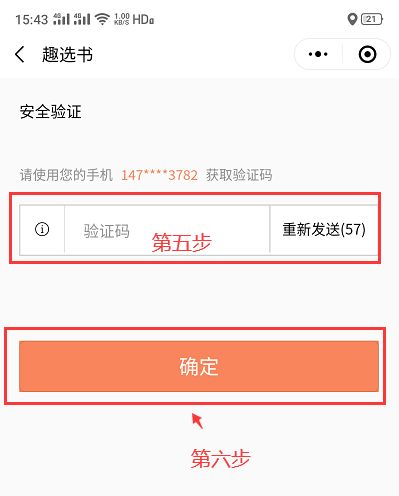 15:43 4G 4G 1.00 KB/S HD 21
趣选书
安全验证
请使用您的手机 147****3782 获取验证码
验证码 重新发送(57)
第五步
确定
第六步